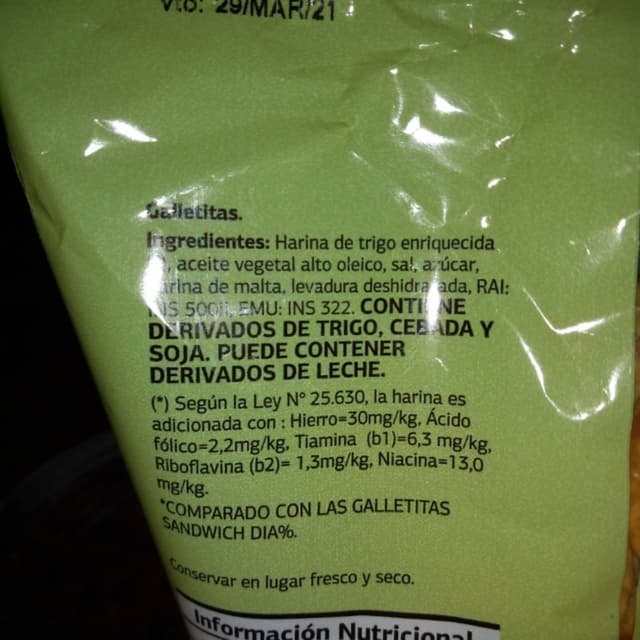 Vto: 29/MAR/21
Galletitas.
Ingredientes: Harina de trigo enriquecida
, aceite vegetal alto oleico, sal, azúcar,
harina de malta, levadura deshidratada, RAI:
INS 500ii, EMU: INS 322. CONTIENE
DERIVADOS DE TRIGO, CEBADA Y
SOJA. PUEDE CONTENER
DERIVADOS DE LECHE.
(*) Según la Ley N° 25.630, la harina es
adicionada con : Hierro=30mg/kg, Ácido
fólico=2,2mg/kg, Tiamina (b1)=6,3 mg/kg,
Riboflavina (b2)= 1,3mg/kg, Niacina=13,0
mg/kg.
*COMPARADO CON LAS GALLETITAS
SANDWICH DIA%.
Conservar en lugar fresco y seco.
Información Nutricional